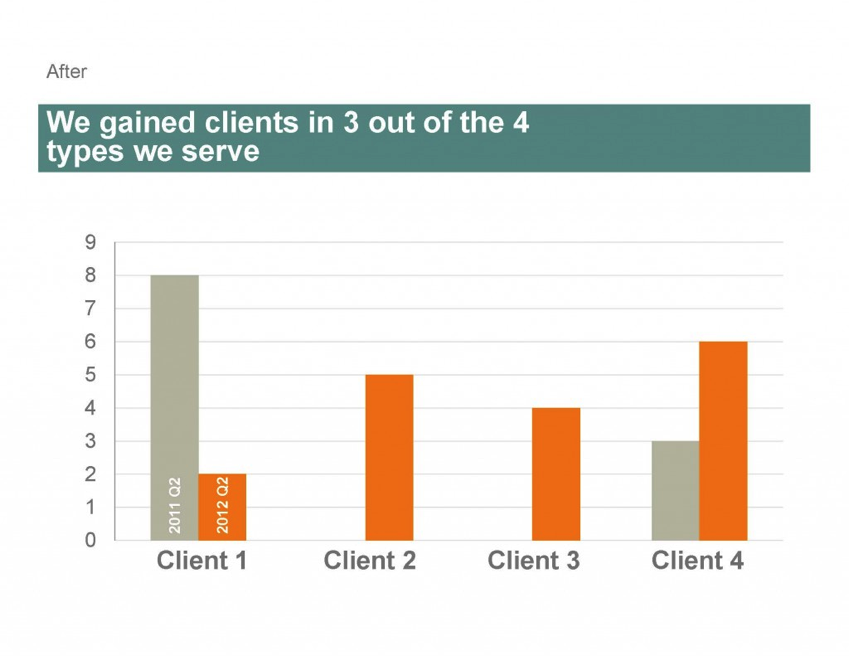 After
We gained clients in 3 out of the 4
types we serve
9
8
7
6
5
4
3
2
1
0
2011 Q2
2012 Q2
Client 1
Client 2
Client 3
Client 4